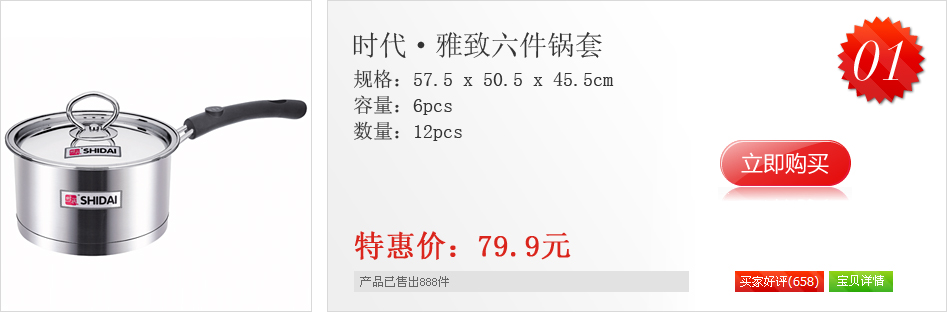 SHIDAI
SHIDAI
时代·雅致六件锅套
规格：57.5 x 50.5 x 45.5cm
容量：6pcs
数量：12pcs
01
立即购买
特惠价：79.9元
产品已售出888件
买家好评(658)
宝贝详情